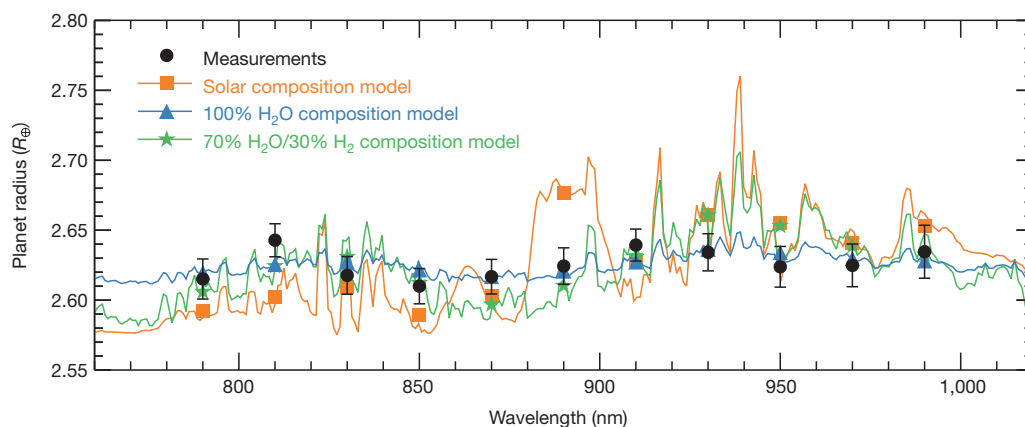 2.80
2.75
2.70
2.65
2.60
2.55
Planet radius (R⊕)
Measurements
Solar composition model
100% H₂O composition model
70% H₂O/30% H₂ composition model
800
850
900
950
1,000
Wavelength (nm)